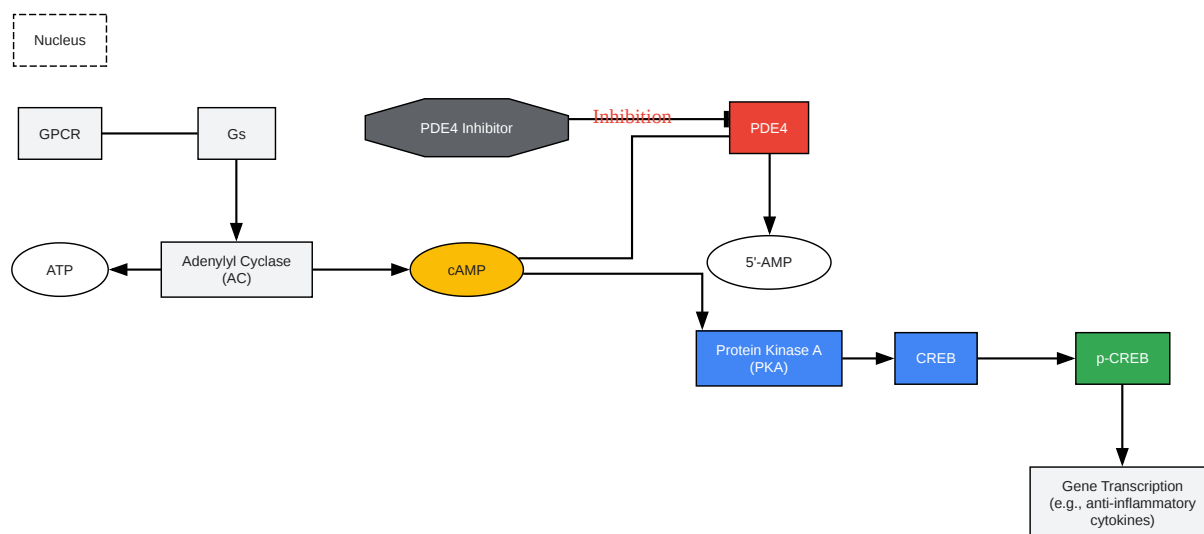 Nucleus
GPCR
Gs
PDE4 Inhibitor
Inhibition
PDE4
ATP
Adenylyl Cyclase
(AC)
cAMP
5'-AMP
Protein Kinase A
(PKA)
CREB
p-CREB
Gene Transcription
(e.g., anti-inflammatory
cytokines)